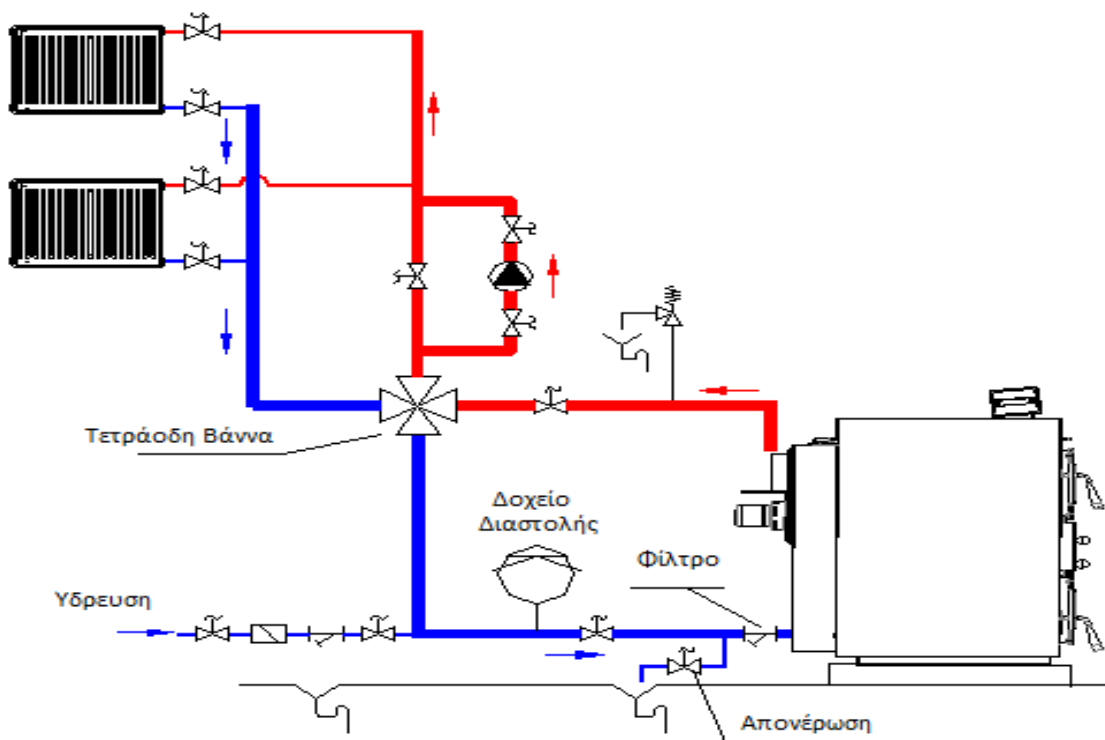 Τετράοδη Βάννα
Δοχείο
Διαστολής
Φίλτρο
Υδρευση
Απονέρωση